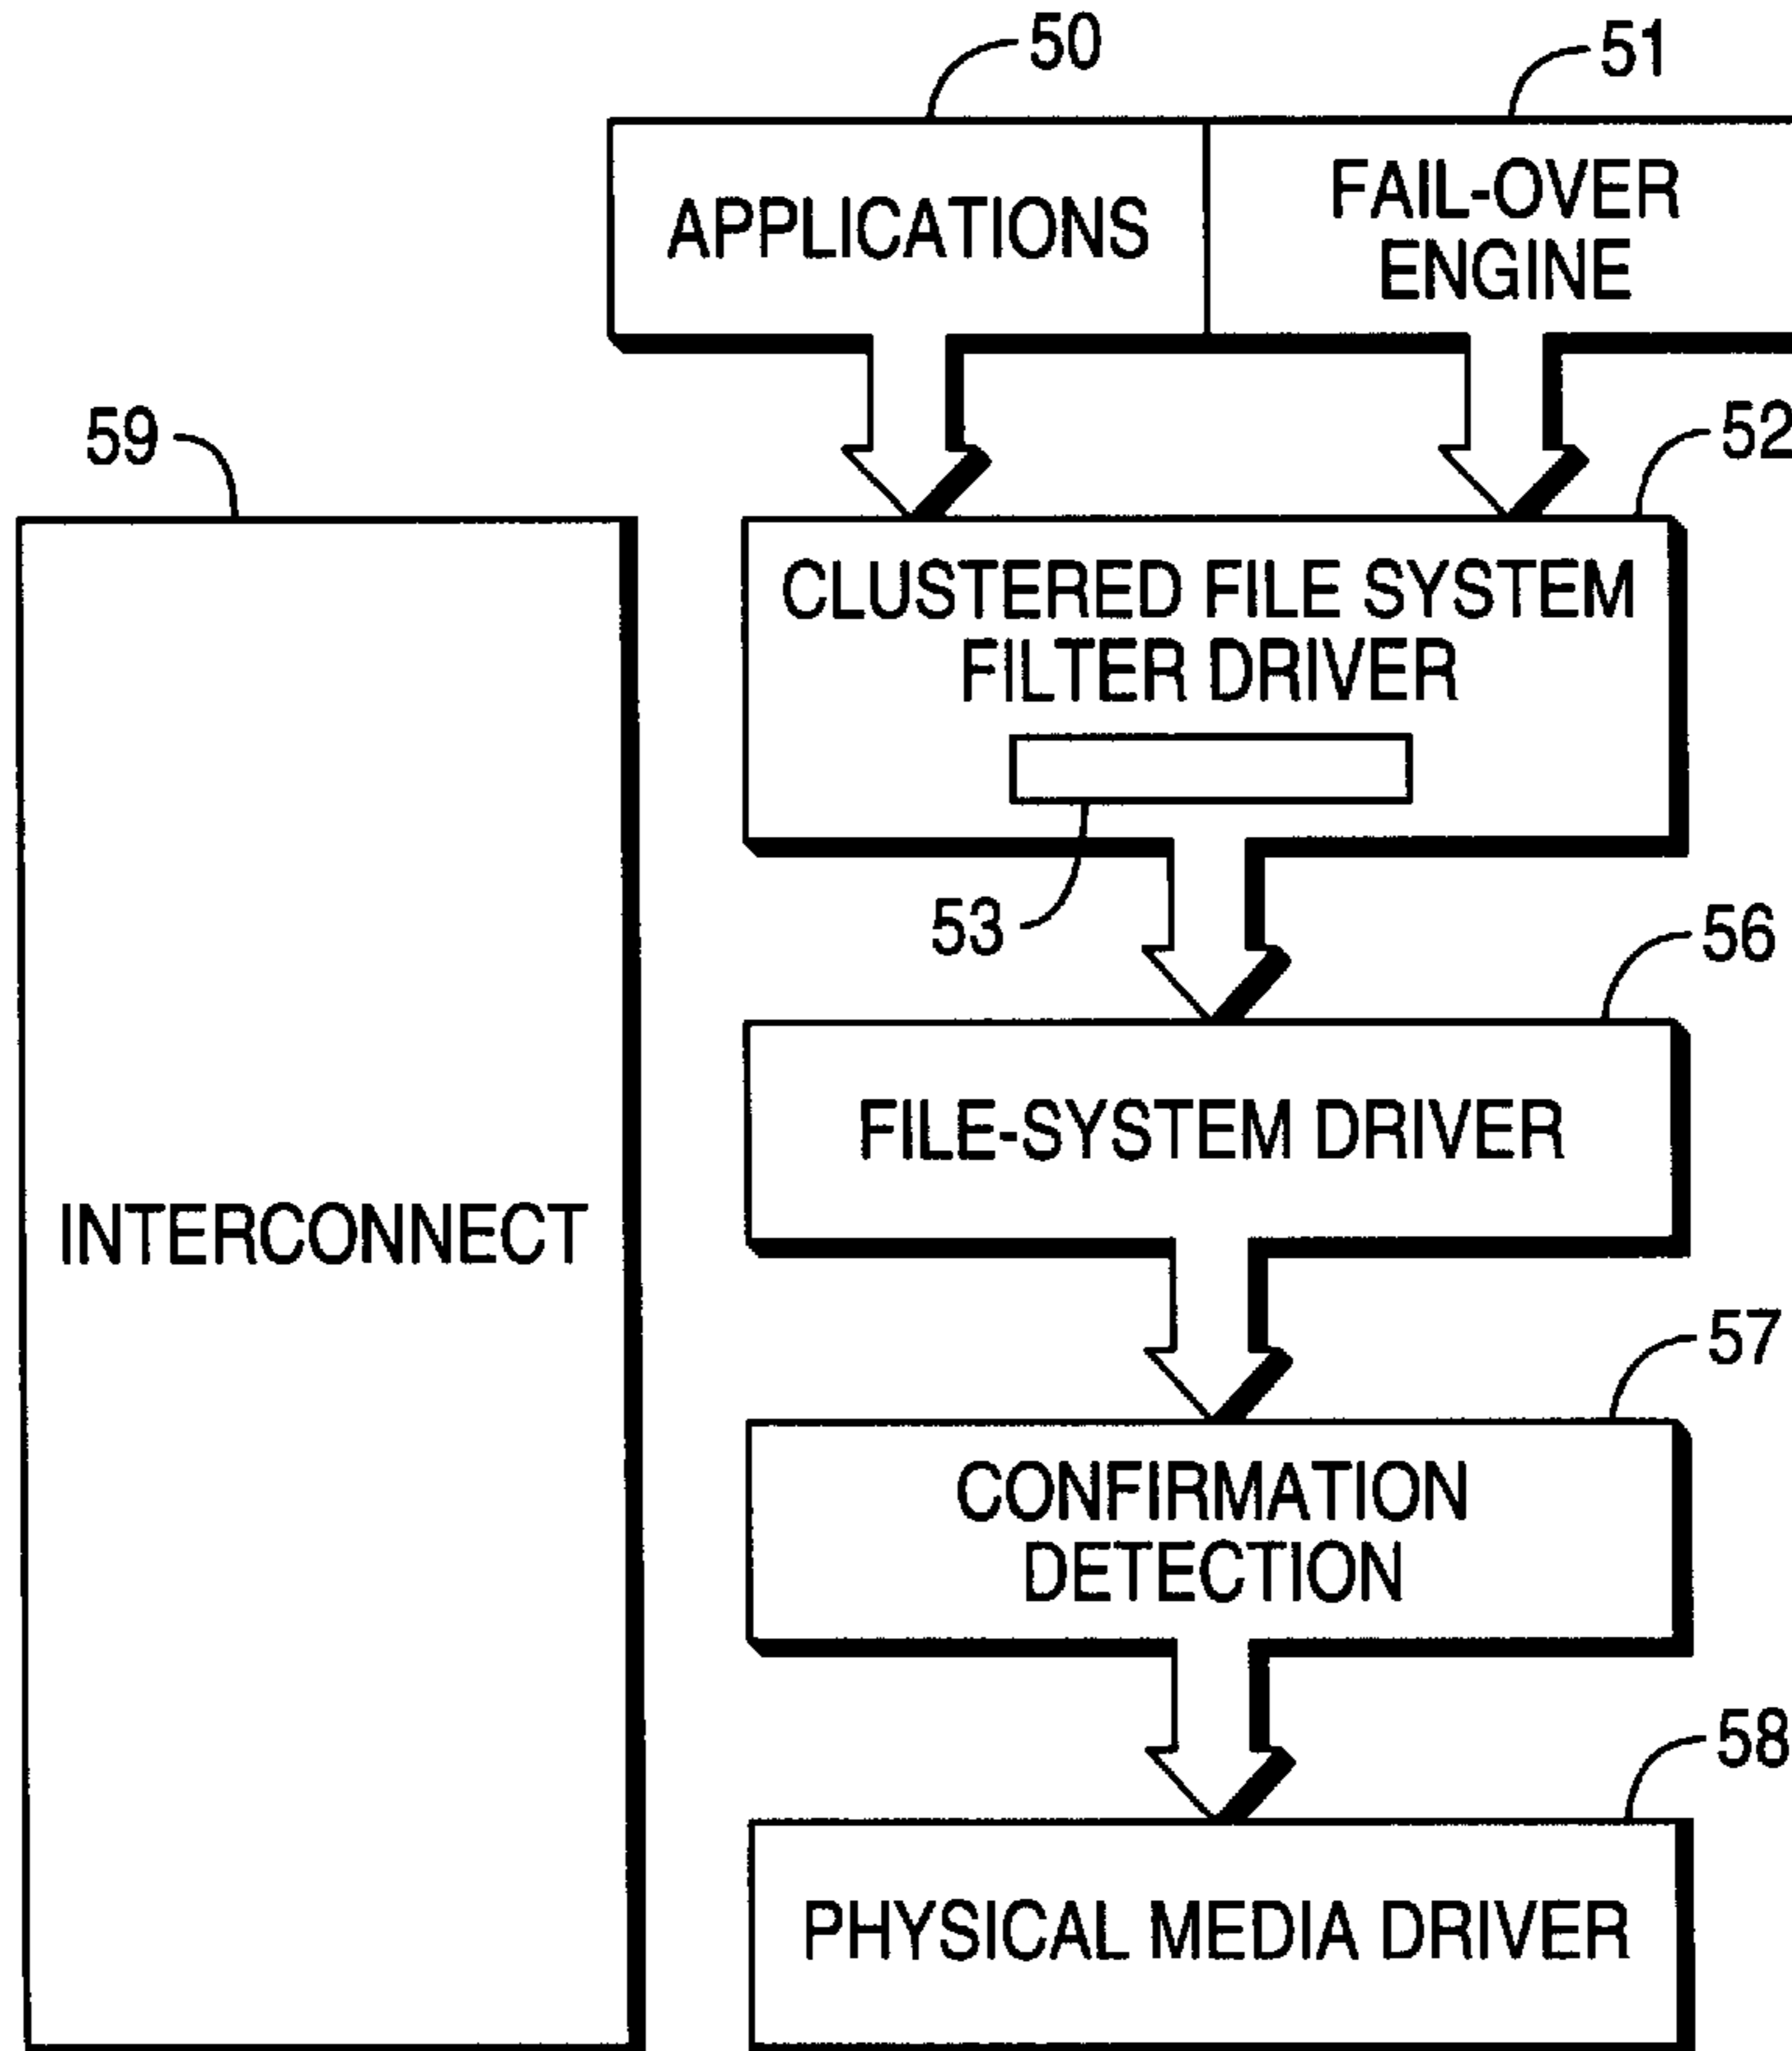 50
51
APPLICATIONS
FAIL-OVER
ENGINE
59
52
CLUSTERED FILE SYSTEM
FILTER DRIVER
53
56
FILE-SYSTEM DRIVER
INTERCONNECT
57
CONFIRMATION
DETECTION
58
PHYSICAL MEDIA DRIVER